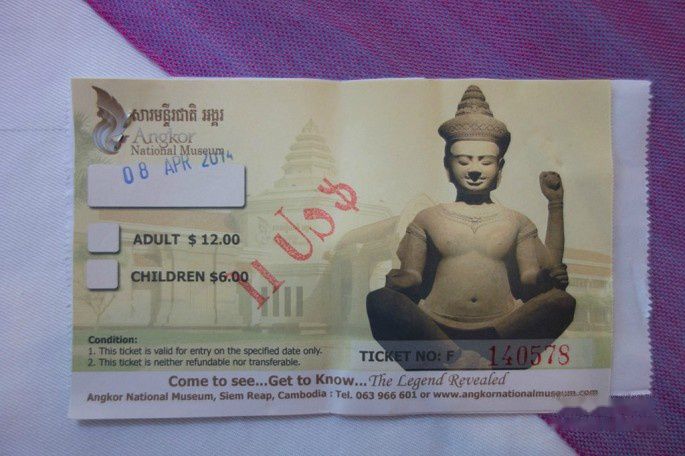 សារមន្ទីរជាតិ អង្គរ
Angkor
National Museum
08 APR 2014
ADULT $ 12.00
CHILDREN $6.00
Condition:
1. This ticket is valid for entry on the specified date only.
2. This ticket is neither refundable nor transferable.
TICKET NO: F 140578
Come to see...Get to Know...The Legend Revealed
Angkor National Museum, Siem Reap, Cambodia : Tel. 063 966 601 or www.angkornationalmuseum.com